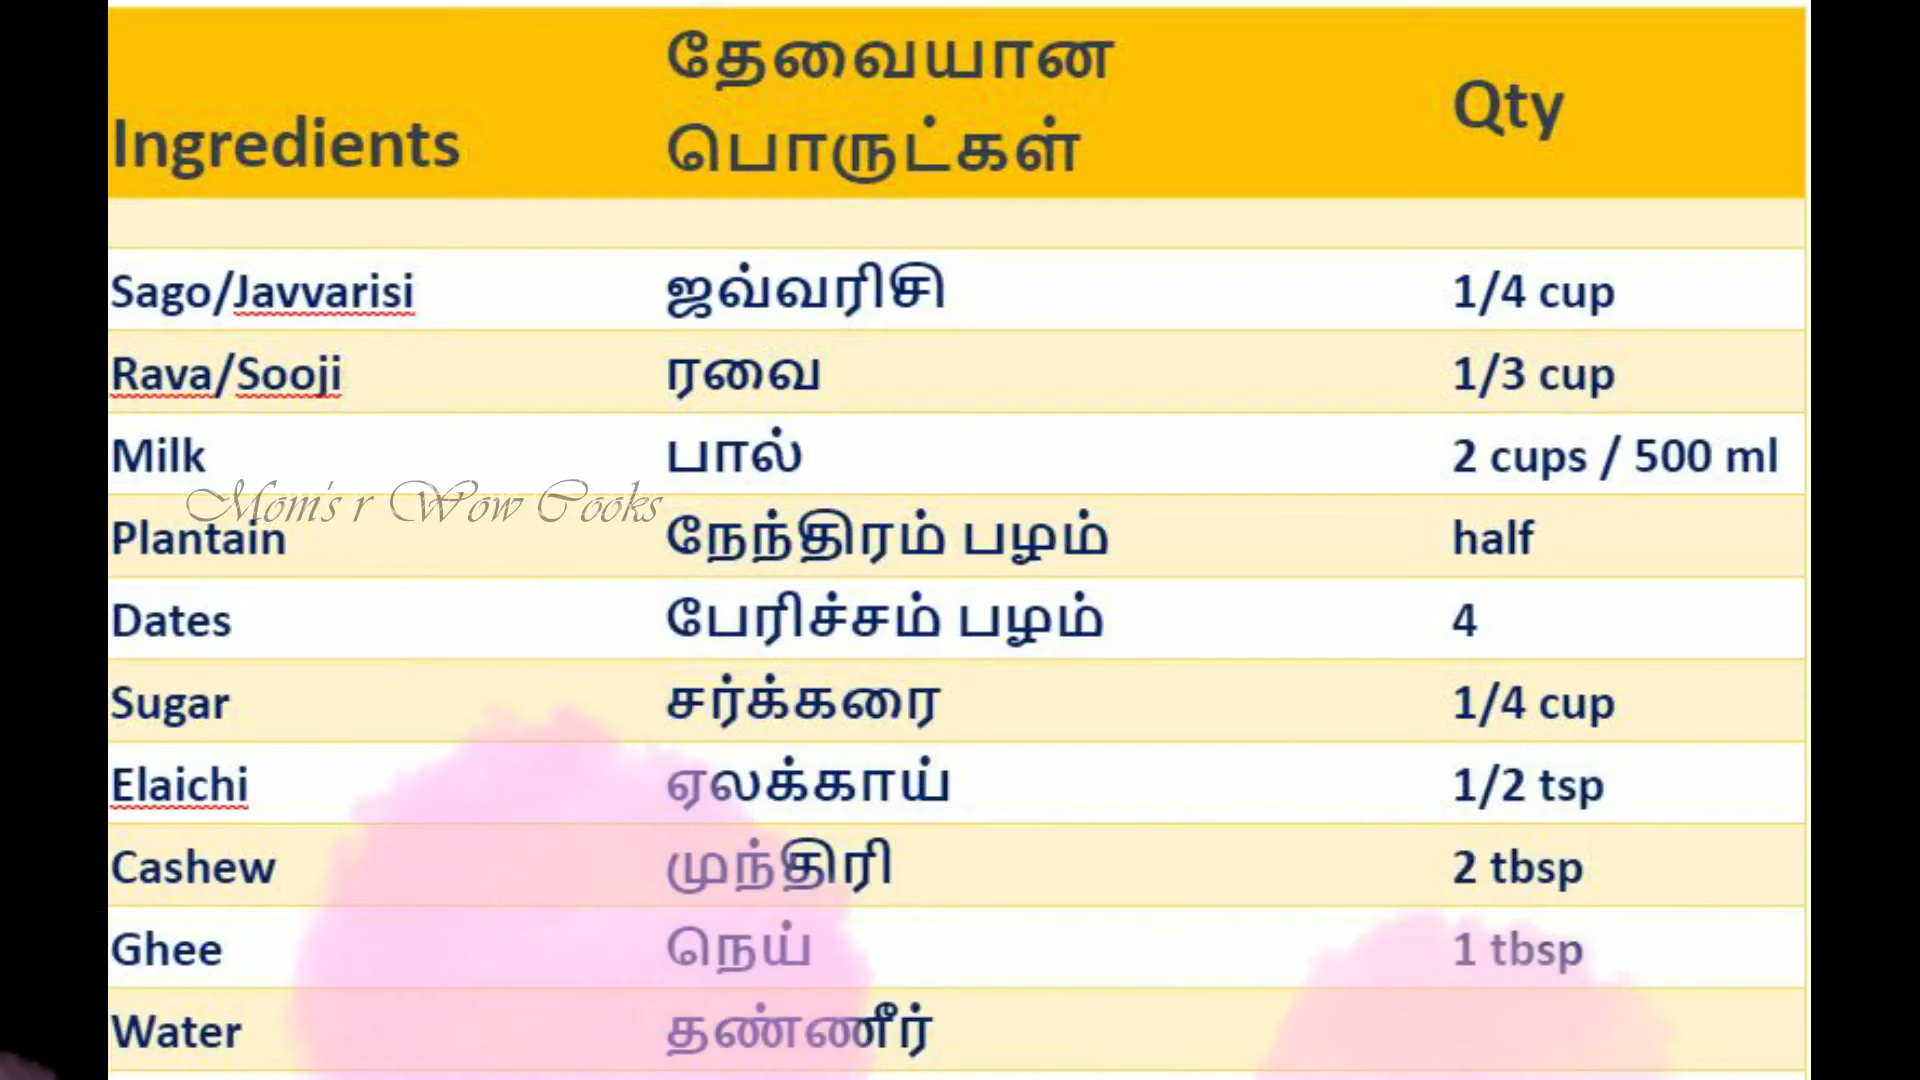 Ingredients தேவையான பொருட்கள் Qty
Sago/Javvarisi ஜவ்வரிசி 1/4 cup
Rava/Sooji ரவை 1/3 cup
Milk பால் 2 cups / 500 ml
Mom's r Wow Cooks
Plantain நேந்திரம் பழம் half
Dates பேரிச்சம் பழம் 4
Sugar சர்க்கரை 1/4 cup
Elaichi ஏலக்காய் 1/2 tsp
Cashew முந்திரி 2 tbsp
Ghee நெய் 1 tbsp
Water தண்ணீர்